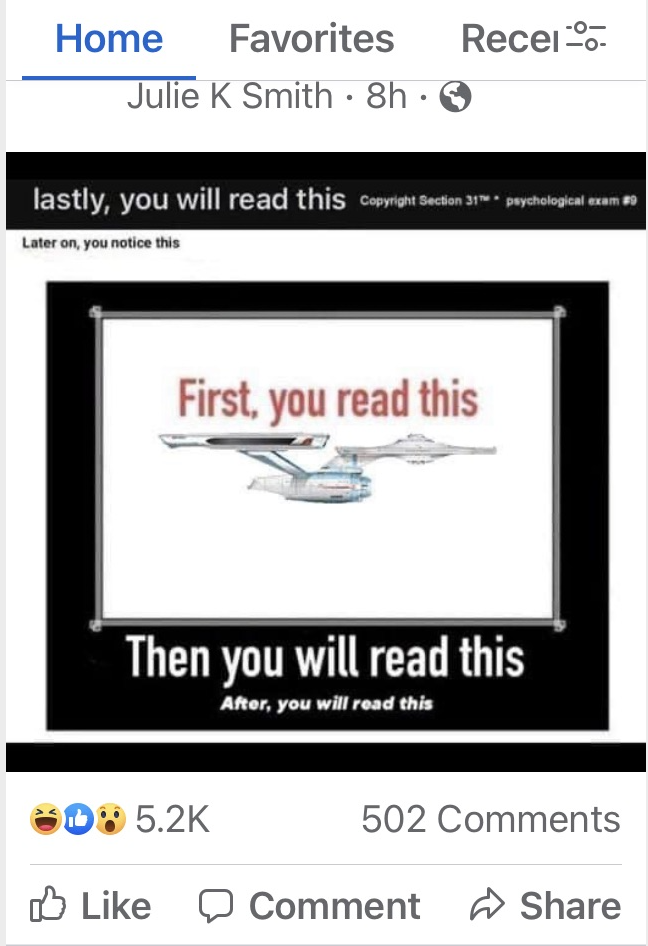 Home Favorites Recei
Julie K Smith · 8h ·
lastly, you will read this Copyright Section 31™ * psychological exam #9
Later on, you notice this
First, you read this
Then you will read this
After, you will read this
5.2K 502 Comments
Like Comment Share